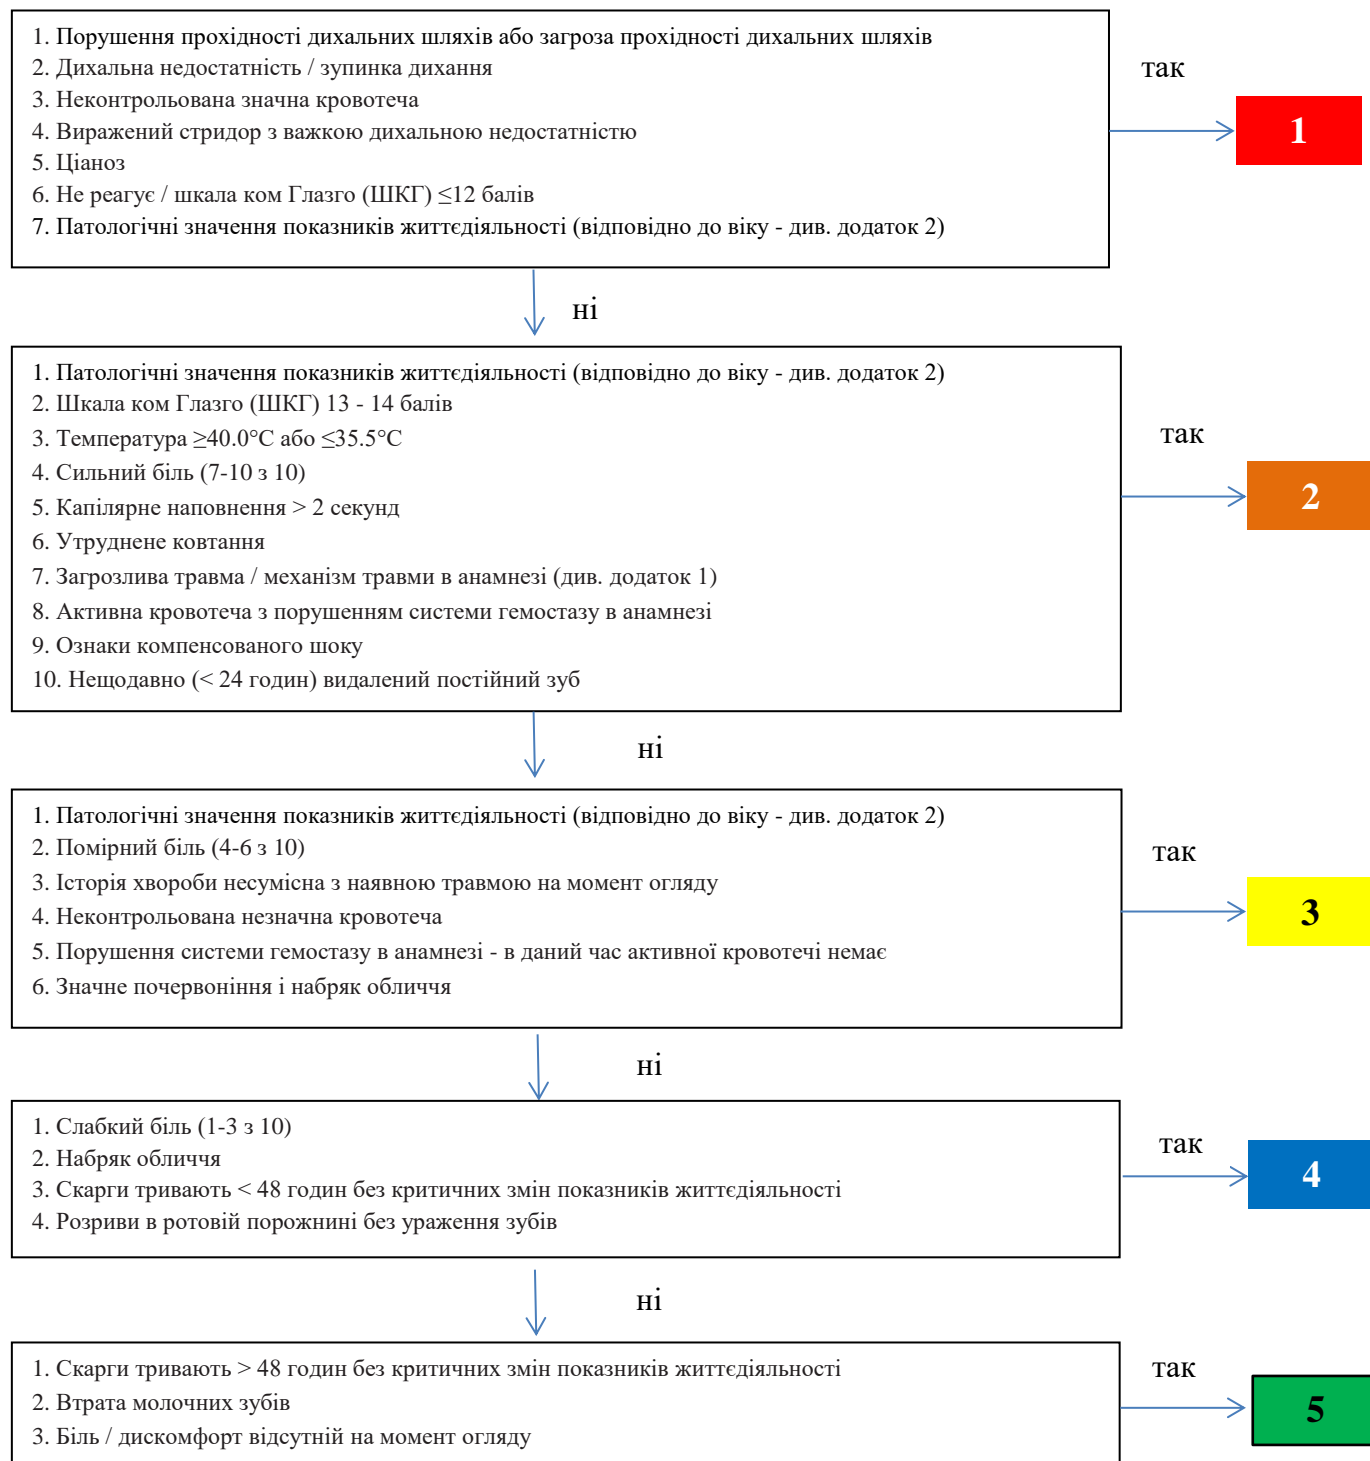 1. Порушення прохідності дихальних шляхів або загроза прохідності дихальних шляхів
2. Дихальна недостатність / зупинка дихання
3. Неконтрольована значна кровотеча
4. Виражений стридор з важкою дихальною недостатністю
5. Ціаноз
6. Не реагує / шкала ком Глазго (ШКГ) ≤12 балів
7. Патологічні значення показників життєдіяльності (відповідно до віку - див. додаток 2)
так
1
ні
1. Патологічні значення показників життєдіяльності (відповідно до віку - див. додаток 2)
2. Шкала ком Глазго (ШКГ) 13 - 14 балів
3. Температура ≥40.0°C або ≤35.5°C
4. Сильний біль (7-10 з 10)
5. Капілярне наповнення > 2 секунд
6. Утруднене ковтання
7. Загрозлива травма / механізм травми в анамнезі (див. додаток 1)
8. Активна кровотеча з порушенням системи гемостазу в анамнезі
9. Ознаки компенсованого шоку
10. Нещодавно (< 24 годин) видалений постійний зуб
так
2
ні
1. Патологічні значення показників життєдіяльності (відповідно до віку - див. додаток 2)
2. Помірний біль (4-6 з 10)
3. Історія хвороби несумісна з наявною травмою на момент огляду
4. Неконтрольована незначна кровотеча
5. Порушення системи гемостазу в анамнезі - в даний час активної кровотечі немає
6. Значне почервоніння і набряк обличчя
так
3
ні
1. Слабкий біль (1-3 з 10)
2. Набряк обличчя
3. Скарги тривають < 48 годин без критичних змін показників життєдіяльності
4. Розриви в ротовій порожнині без ураження зубів
так
4
ні
1. Скарги тривають > 48 годин без критичних змін показників життєдіяльності
2. Втрата молочних зубів
3. Біль / дискомфорт відсутній на момент огляду
так
5